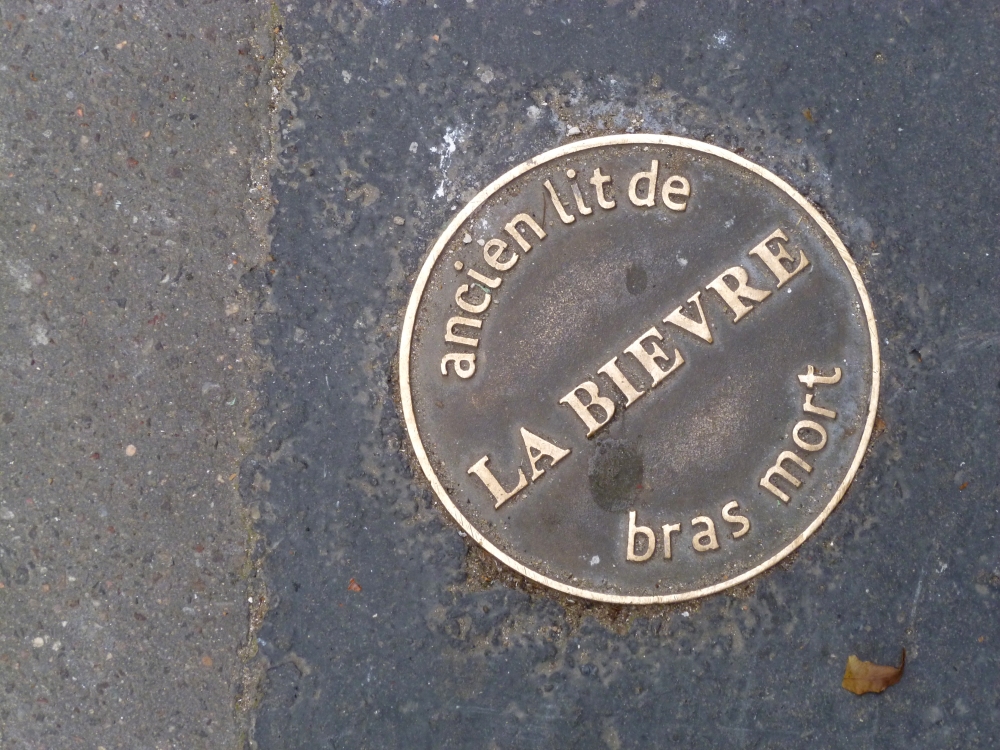 ancien lit de
LA BIEVRE
bras mort